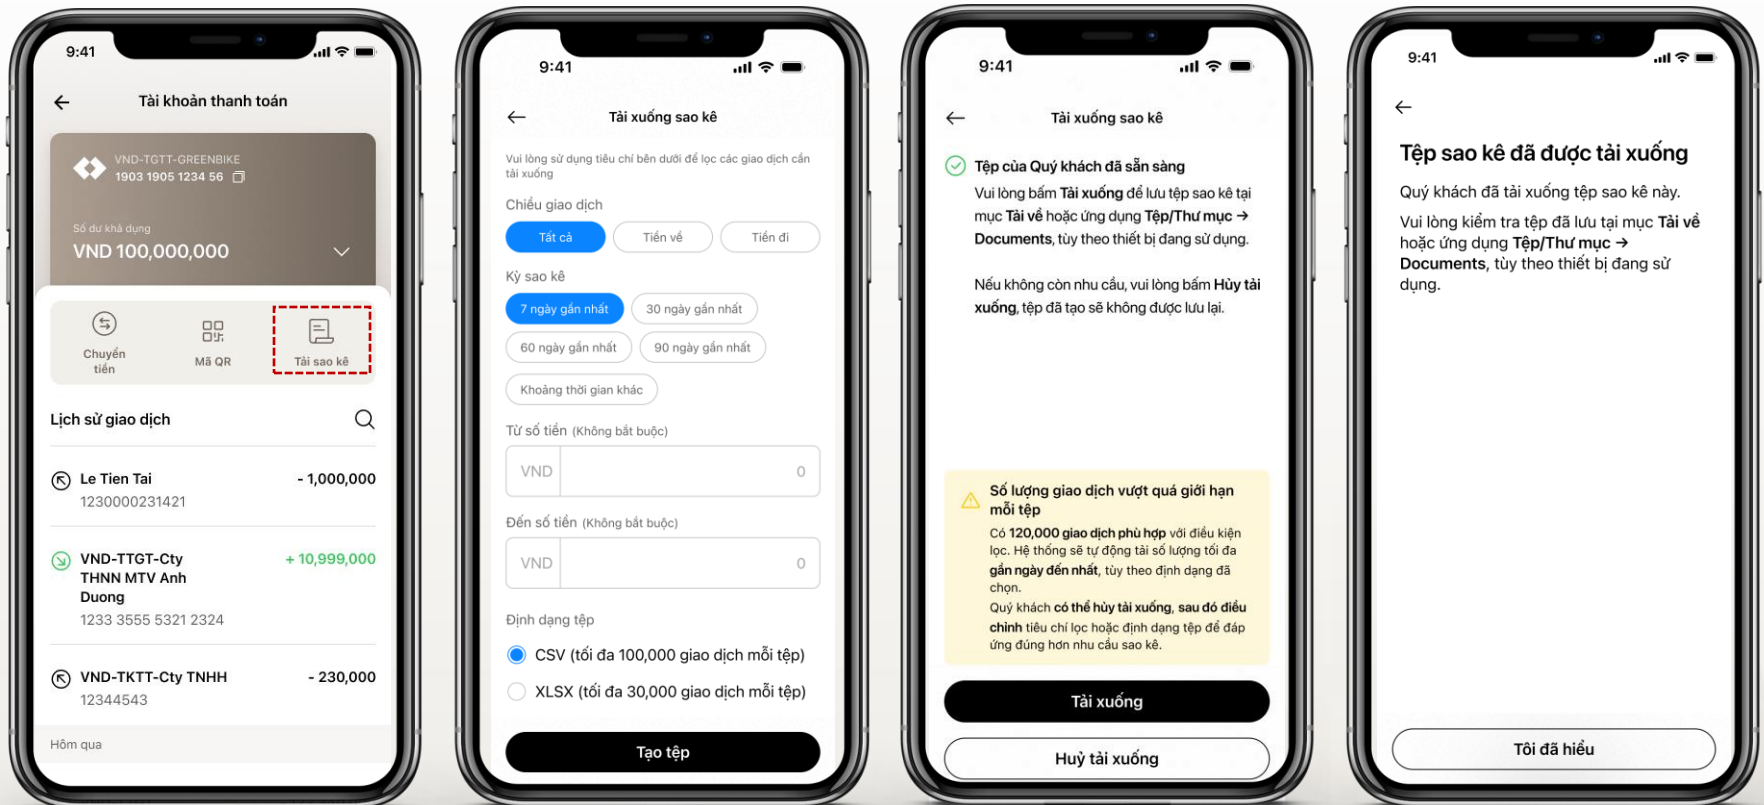 9:41
Tài khoản thanh toán
VND-TGTT-GREENBIKE
1903 1905 1234 56
Số dư khả dụng
VND 100,000,000
Chuyển
tiền
Mã QR
Tải sao kê
Lịch sử giao dịch
Le Tien Tai
- 1,000,000
1230000231421
VND-TTGT-Cty
THNN MTV Anh
Duong
+ 10,999,000
1233 3555 5321 2324
VND-TKTT-Cty TNHH
- 230,000
12344543
Hôm qua
9:41
Tải xuống sao kê
Vui lòng sử dụng tiêu chí bên dưới để lọc các giao dịch cần
tải xuống
Chiều giao dịch
Tất cả
Tiền về
Tiền đi
Kỳ sao kê
7 ngày gần nhất
30 ngày gần nhất
60 ngày gần nhất
90 ngày gần nhất
Khoảng thời gian khác
Từ số tiền (Không bắt buộc)
VND
0
Đến số tiền (Không bắt buộc)
VND
0
Định dạng tệp
CSV (tối đa 100,000 giao dịch mỗi tệp)
XLSX (tối đa 30,000 giao dịch mỗi tệp)
Tạo tệp
9:41
Tải xuống sao kê
Tệp của Quý khách đã sẵn sàng
Vui lòng bấm Tải xuống để lưu tệp sao kê tại
mục Tải về hoặc ứng dụng Tệp/Thư mục →
Documents, tùy theo thiết bị đang sử dụng.
Nếu không còn nhu cầu, vui lòng bấm Hủy tải
xuống, tệp đã tạo sẽ không được lưu lại.
Số lượng giao dịch vượt quá giới hạn
mỗi tệp
Có 120,000 giao dịch phù hợp với điều kiện
lọc. Hệ thống sẽ tự động tải số lượng tối đa
gần ngày đến nhất, tùy theo định dạng đã
chọn.
Quý khách có thể hủy tải xuống, sau đó điều
chỉnh tiêu chí lọc hoặc định dạng tệp để đáp
ứng đúng hơn nhu cầu sao kê.
Tải xuống
Huỷ tải xuống
9:41
Tệp sao kê đã được tải xuống
Quý khách đã tải xuống tệp sao kê này.
Vui lòng kiểm tra tệp đã lưu tại mục Tải về
hoặc ứng dụng Tệp/Thư mục →
Documents, tùy theo thiết bị đang sử
dụng.
Tôi đã hiểu